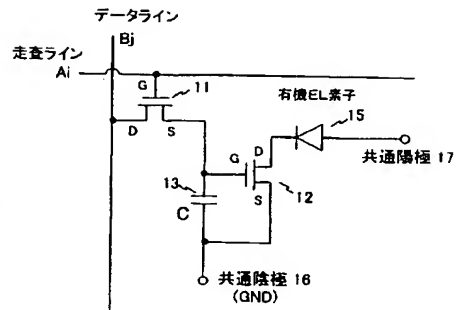 データライン
Bj
走査ライン
Ai
G
11
D
S
有機EL素子
15
共通陽極 17
G
D
S
12
13
C
共通陰極 16
(GND)